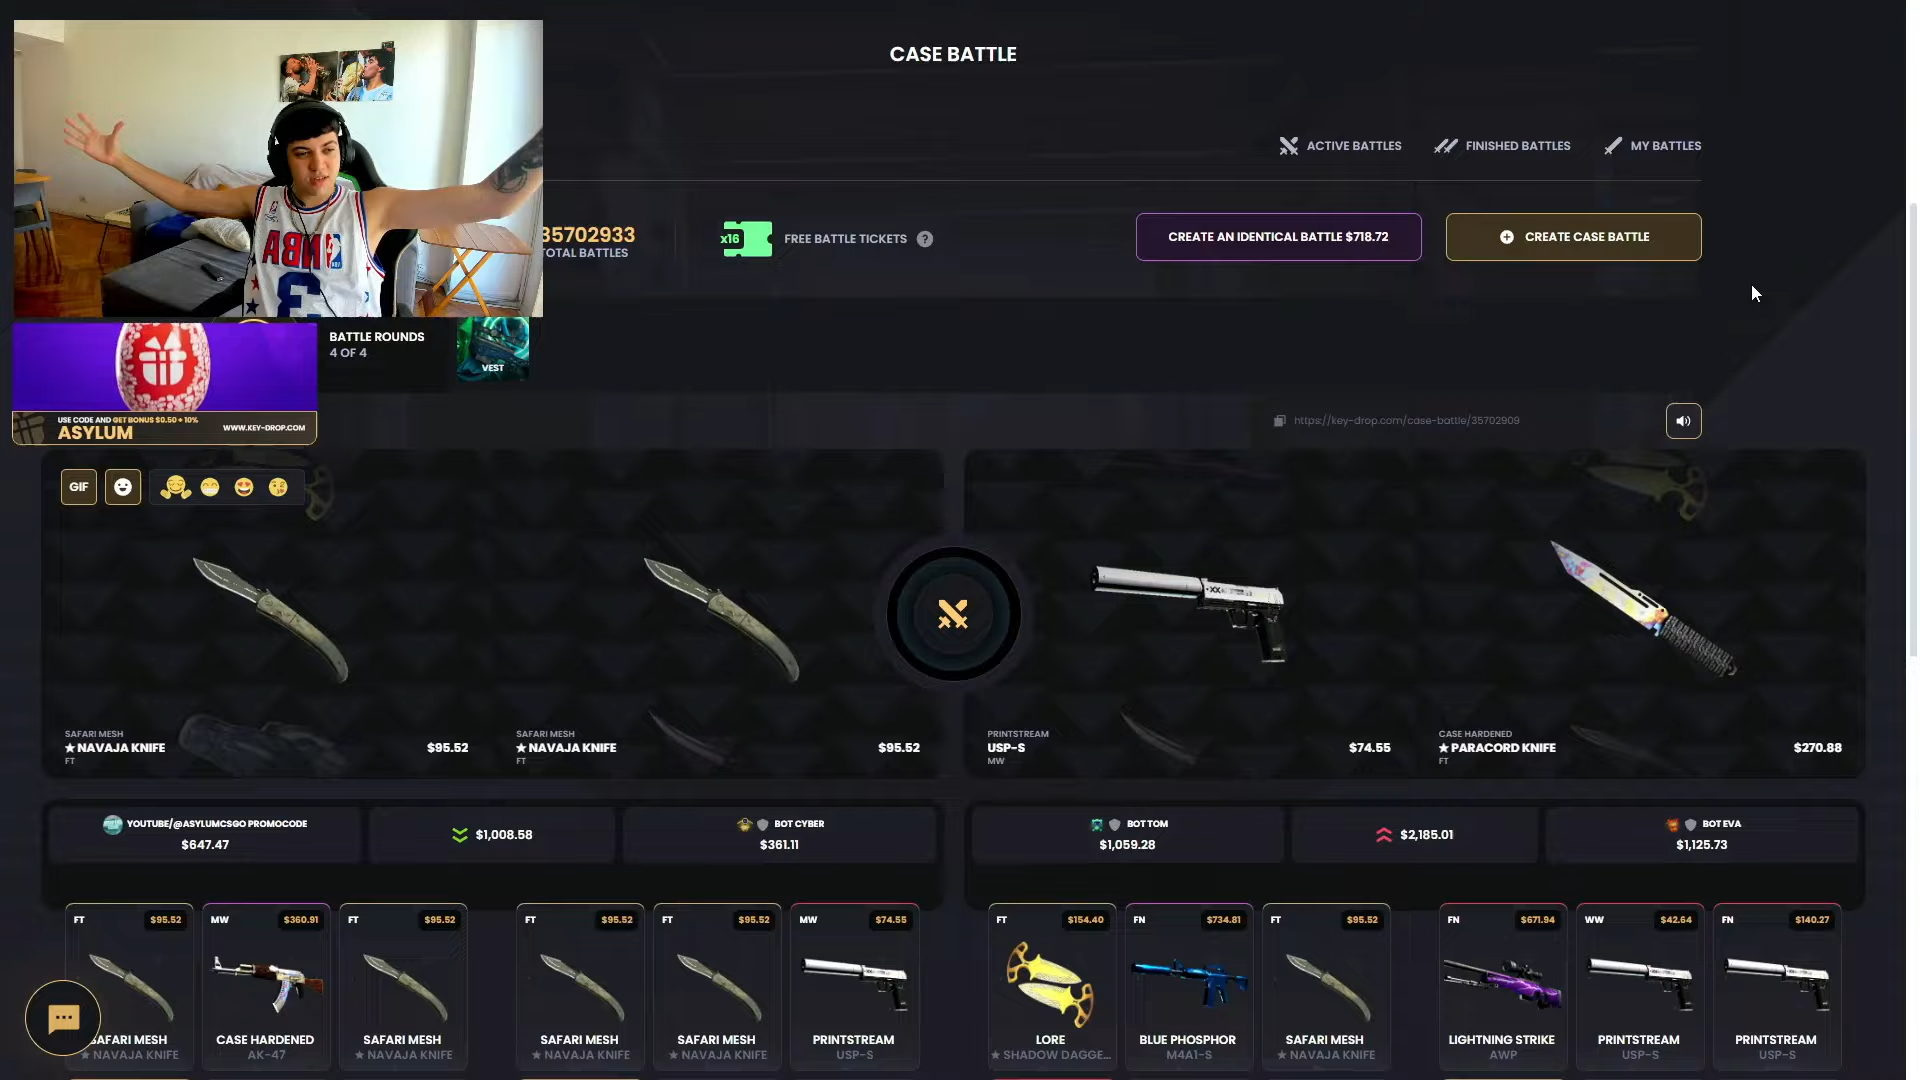 CASE BATTLE
ACTIVE BATTLES
FINISHED BATTLES
MY BATTLES
35702933
TOTAL BATTLES
x16
FREE BATTLE TICKETS
?
CREATE AN IDENTICAL BATTLE $718.72
CREATE CASE BATTLE
NBA
3
BATTLE ROUNDS
4 OF 4
VEST
USE CODE AND GET BONUS $0.50 + 10%
ASYLUM
WWW.KEY-DROP.COM
https://key-drop.com/case-battle/35702909
GIF
SAFARI MESH
★ NAVAJA KNIFE
FT
$95.52
SAFARI MESH
★ NAVAJA KNIFE
FT
$95.52
PRINTSTREAM
USP-S
MW
$74.55
CASE HARDENED
★ PARACORD KNIFE
FT
$270.88
YOUTUBE/@ASYLUMCSGO PROMOCODE
$647.47
$1,008.58
BOT CYBER
$361.11
BOT TOM
$1,059.28
$2,185.01
BOT EVA
$1,125.73
FT $95.52
MW $360.91
FT $95.52
FT $95.52
FT $95.52
MW $74.55
FT $154.40
FN $734.81
FT $95.52
FN $671.94
WW $42.64
FN $140.27
SAFARI MESH
★ NAVAJA KNIFE
CASE HARDENED
AK-47
SAFARI MESH
★ NAVAJA KNIFE
SAFARI MESH
★ NAVAJA KNIFE
SAFARI MESH
★ NAVAJA KNIFE
PRINTSTREAM
USP-S
LORE
★ SHADOW DAGGE...
BLUE PHOSPHOR
M4A1-S
SAFARI MESH
★ NAVAJA KNIFE
LIGHTNING STRIKE
AWP
PRINTSTREAM
USP-S
PRINTSTREAM
USP-S